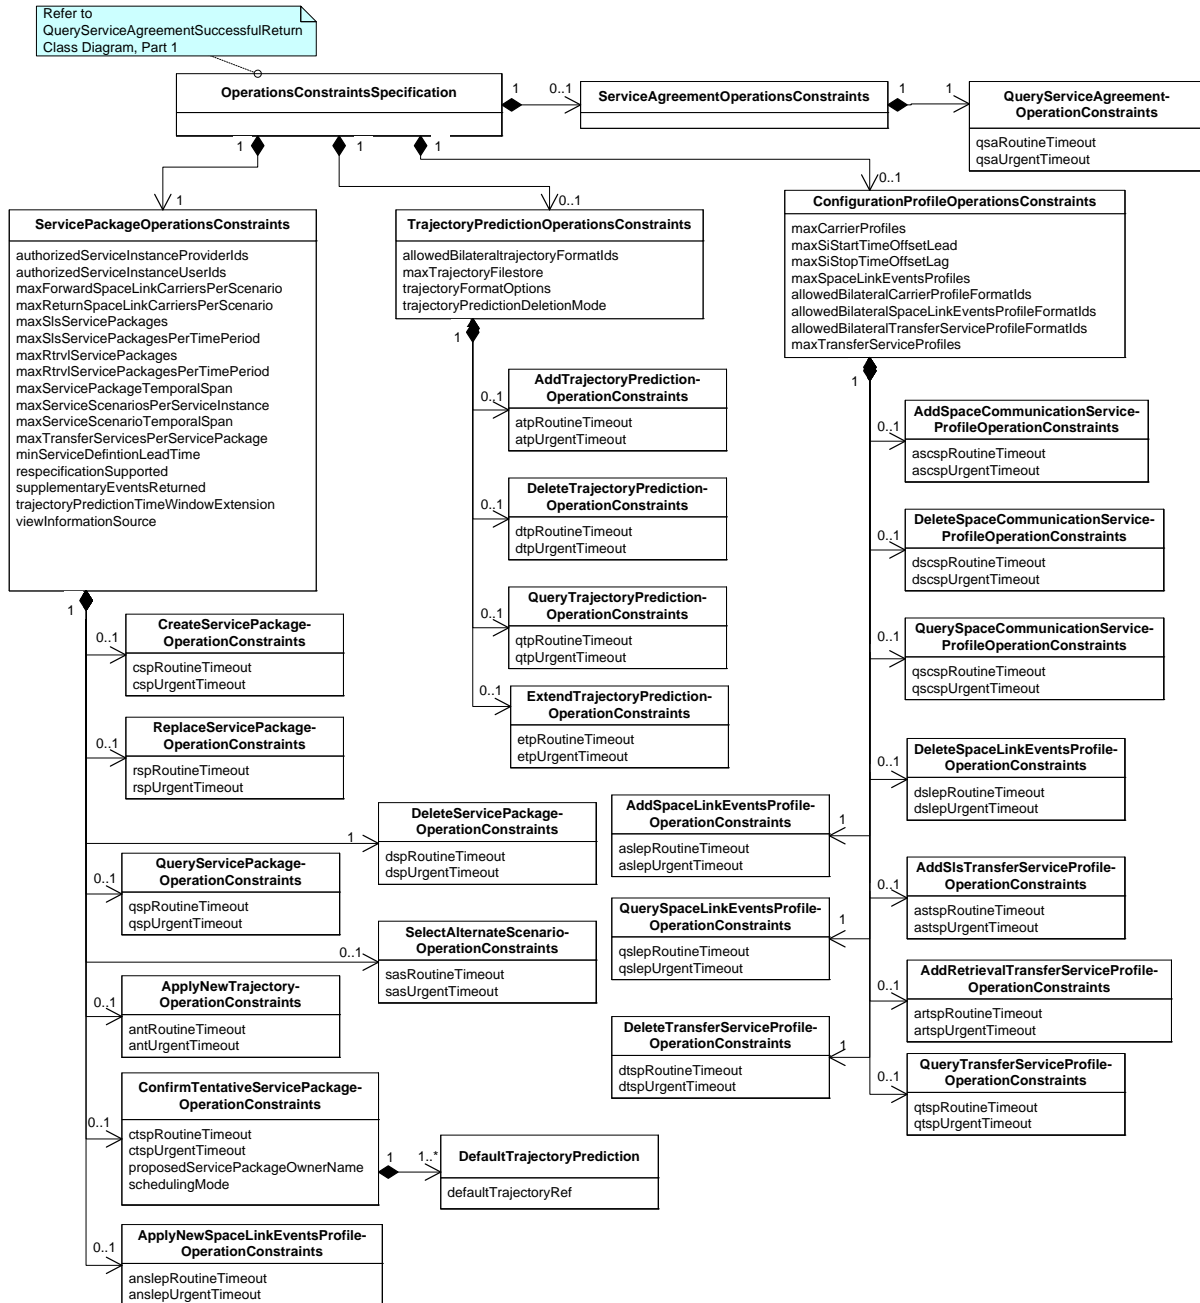 Refer to
QueryServiceAgreementSuccessfulReturn
Class Diagram, Part 1
OperationsConstraintsSpecification
1
0..1
ServiceAgreementOperationsConstraints
1
1
QueryServiceAgreement-
OperationConstraints
qsaRoutineTimeout
qsaUrgentTimeout
1
1
1
1
0..1
0..1
ServicePackageOperationsConstraints
authorizedServiceInstanceProviderIds
authorizedServiceInstanceUserIds
maxForwardSpaceLinkCarriersPerScenario
maxReturnSpaceLinkCarriersPerScenario
maxSlsServicePackages
maxSlsServicePackagesPerTimePeriod
maxRtrvlServicePackages
maxRtrvlServicePackagesPerTimePeriod
maxServicePackageTemporalSpan
maxServiceScenariosPerServiceInstance
maxServiceScenarioTemporalSpan
maxTransferServicesPerServicePackage
minServiceDefintionLeadTime
respecificationSupported
supplementaryEventsReturned
trajectoryPredictionTimeWindowExtension
viewInformationSource
TrajectoryPredictionOperationsConstraints
allowedBilateraltrajectoryFormatIds
maxTrajectoryFilestore
trajectoryFormatOptions
trajectoryPredictionDeletionMode
ConfigurationProfileOperationsConstraints
maxCarrierProfiles
maxSiStartTimeOffsetLead
maxSiStopTimeOffsetLag
maxSpaceLinkEventsProfiles
allowedBilateralCarrierProfileFormatIds
allowedBilateralSpaceLinkEventsProfileFormatIds
allowedBilateralTransferServiceProfileFormatIds
maxTransferServiceProfiles
1
0..1
CreateServicePackage-
OperationConstraints
cspRoutineTimeout
cspUrgentTimeout
0..1
ReplaceServicePackage-
OperationConstraints
rspRoutineTimeout
rspUrgentTimeout
1
DeleteServicePackage-
OperationConstraints
dspRoutineTimeout
dspUrgentTimeout
0..1
QueryServicePackage-
OperationConstraints
qspRoutineTimeout
qspUrgentTimeout
0..1
SelectAlternateScenario-
OperationConstraints
sasRoutineTimeout
sasUrgentTimeout
0..1
ApplyNewTrajectory-
OperationConstraints
antRoutineTimeout
antUrgentTimeout
0..1
ConfirmTentativeServicePackage-
OperationConstraints
ctspRoutineTimeout
ctspUrgentTimeout
proposedServicePackageOwnerName
schedulingMode
1
1..*
DefaultTrajectoryPrediction
defaultTrajectoryRef
0..1
ApplyNewSpaceLinkEventsProfile-
OperationConstraints
anslepRoutineTimeout
anslepUrgentTimeout
1
0..1
AddTrajectoryPrediction-
OperationConstraints
atpRoutineTimeout
atpUrgentTimeout
0..1
DeleteTrajectoryPrediction-
OperationConstraints
dtpRoutineTimeout
dtpUrgentTimeout
0..1
QueryTrajectoryPrediction-
OperationConstraints
qtpRoutineTimeout
qtpUrgentTimeout
0..1
ExtendTrajectoryPrediction-
OperationConstraints
etpRoutineTimeout
etpUrgentTimeout
1
0..1
AddSpaceCommunicationService-
ProfileOperationConstraints
ascspRoutineTimeout
ascspUrgentTimeout
0..1
DeleteSpaceCommunicationService-
ProfileOperationConstraints
dscspRoutineTimeout
dscspUrgentTimeout
0..1
QuerySpaceCommunicationService-
ProfileOperationConstraints
qscspRoutineTimeout
qscspUrgentTimeout
0..1
DeleteSpaceLinkEventsProfile-
OperationConstraints
dslepRoutineTimeout
dslepUrgentTimeout
1
AddSpaceLinkEventsProfile-
OperationConstraints
aslepRoutineTimeout
aslepUrgentTimeout
0..1
AddSlsTransferServiceProfile-
OperationConstraints
astspRoutineTimeout
astspUrgentTimeout
1
QuerySpaceLinkEventsProfile-
OperationConstraints
qslepRoutineTimeout
qslepUrgentTimeout
0..1
AddRetrievalTransferServiceProfile-
OperationConstraints
artspRoutineTimeout
artspUrgentTimeout
1
DeleteTransferServiceProfile-
OperationConstraints
dtspRoutineTimeout
dtspUrgentTimeout
0..1
QueryTransferServiceProfile-
OperationConstraints
qtspRoutineTimeout
qtspUrgentTimeout